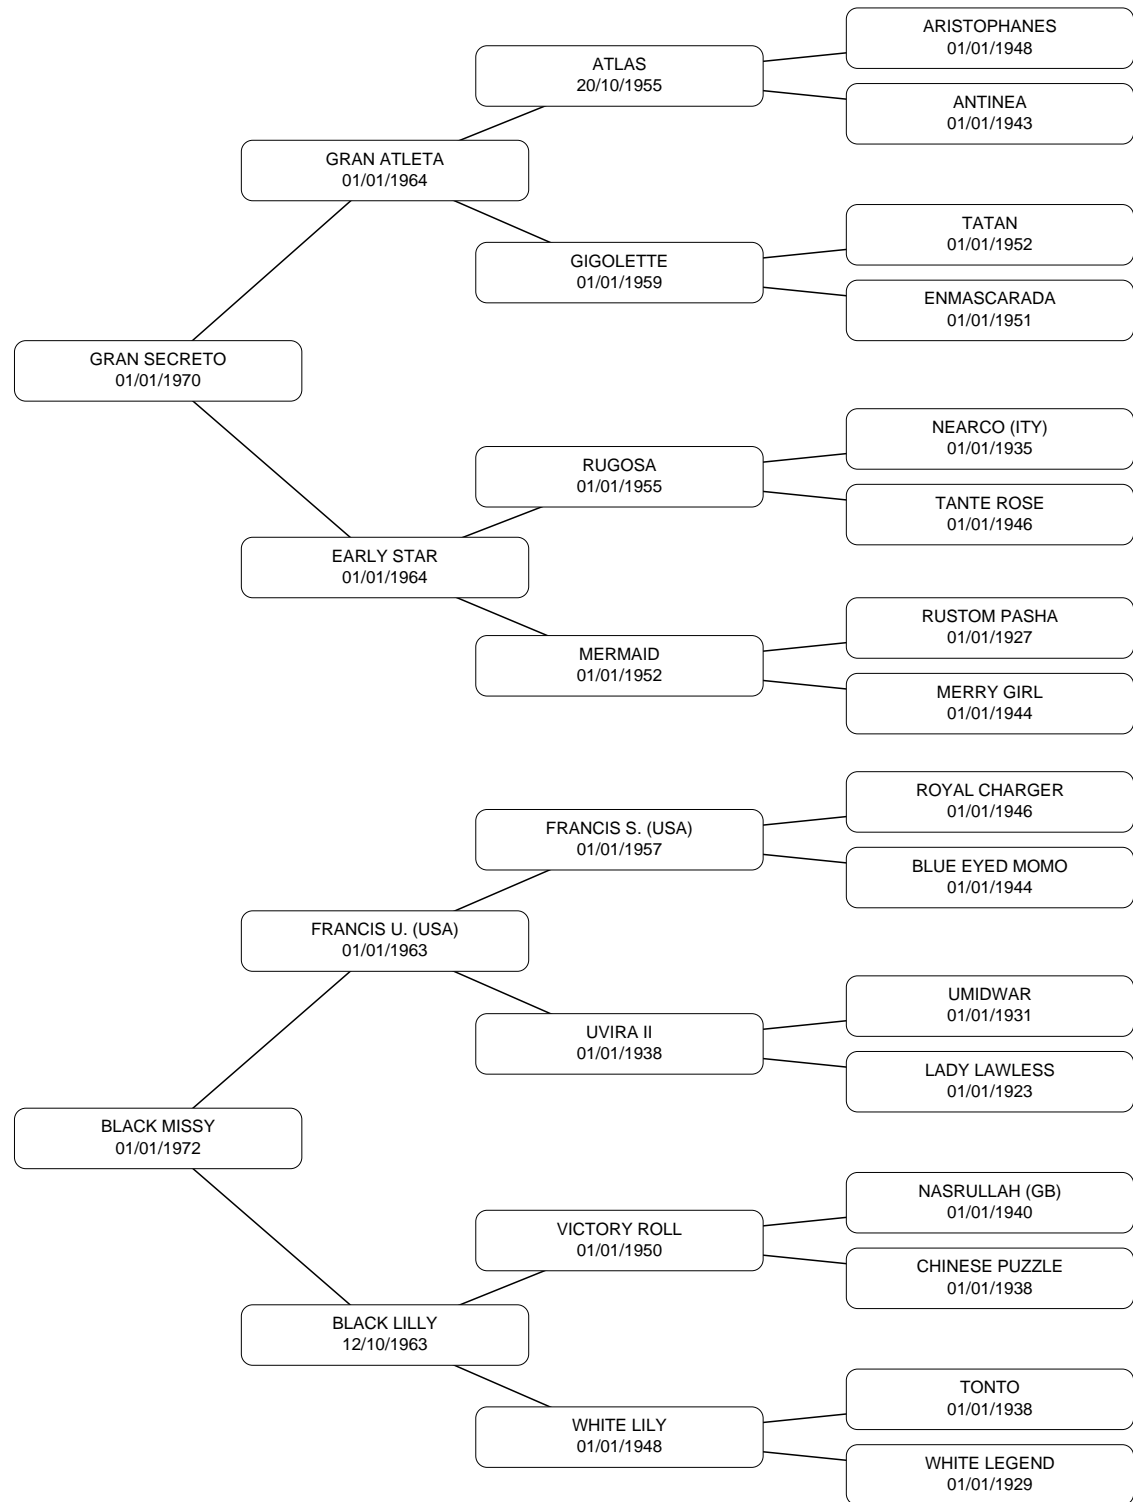 ARISTOPHANES
01/01/1948
ATLAS
20/10/1955
ANTINEA
01/01/1943
GRAN ATLETA
01/01/1964
TATAN
01/01/1952
GIGOLETTE
01/01/1959
ENMASCARADA
01/01/1951
GRAN SECRETO
01/01/1970
NEARCO (ITY)
01/01/1935
RUGOSA
01/01/1955
TANTE ROSE
01/01/1946
EARLY STAR
01/01/1964
RUSTOM PASHA
01/01/1927
MERMAID
01/01/1952
MERRY GIRL
01/01/1944
ROYAL CHARGER
01/01/1946
FRANCIS S. (USA)
01/01/1957
BLUE EYED MOMO
01/01/1944
FRANCIS U. (USA)
01/01/1963
UMIDWAR
01/01/1931
UVIRA II
01/01/1938
LADY LAWLESS
01/01/1923
BLACK MISSY
01/01/1972
NASRULLAH (GB)
01/01/1940
VICTORY ROLL
01/01/1950
CHINESE PUZZLE
01/01/1938
BLACK LILLY
12/10/1963
TONTO
01/01/1938
WHITE LILY
01/01/1948
WHITE LEGEND
01/01/1929